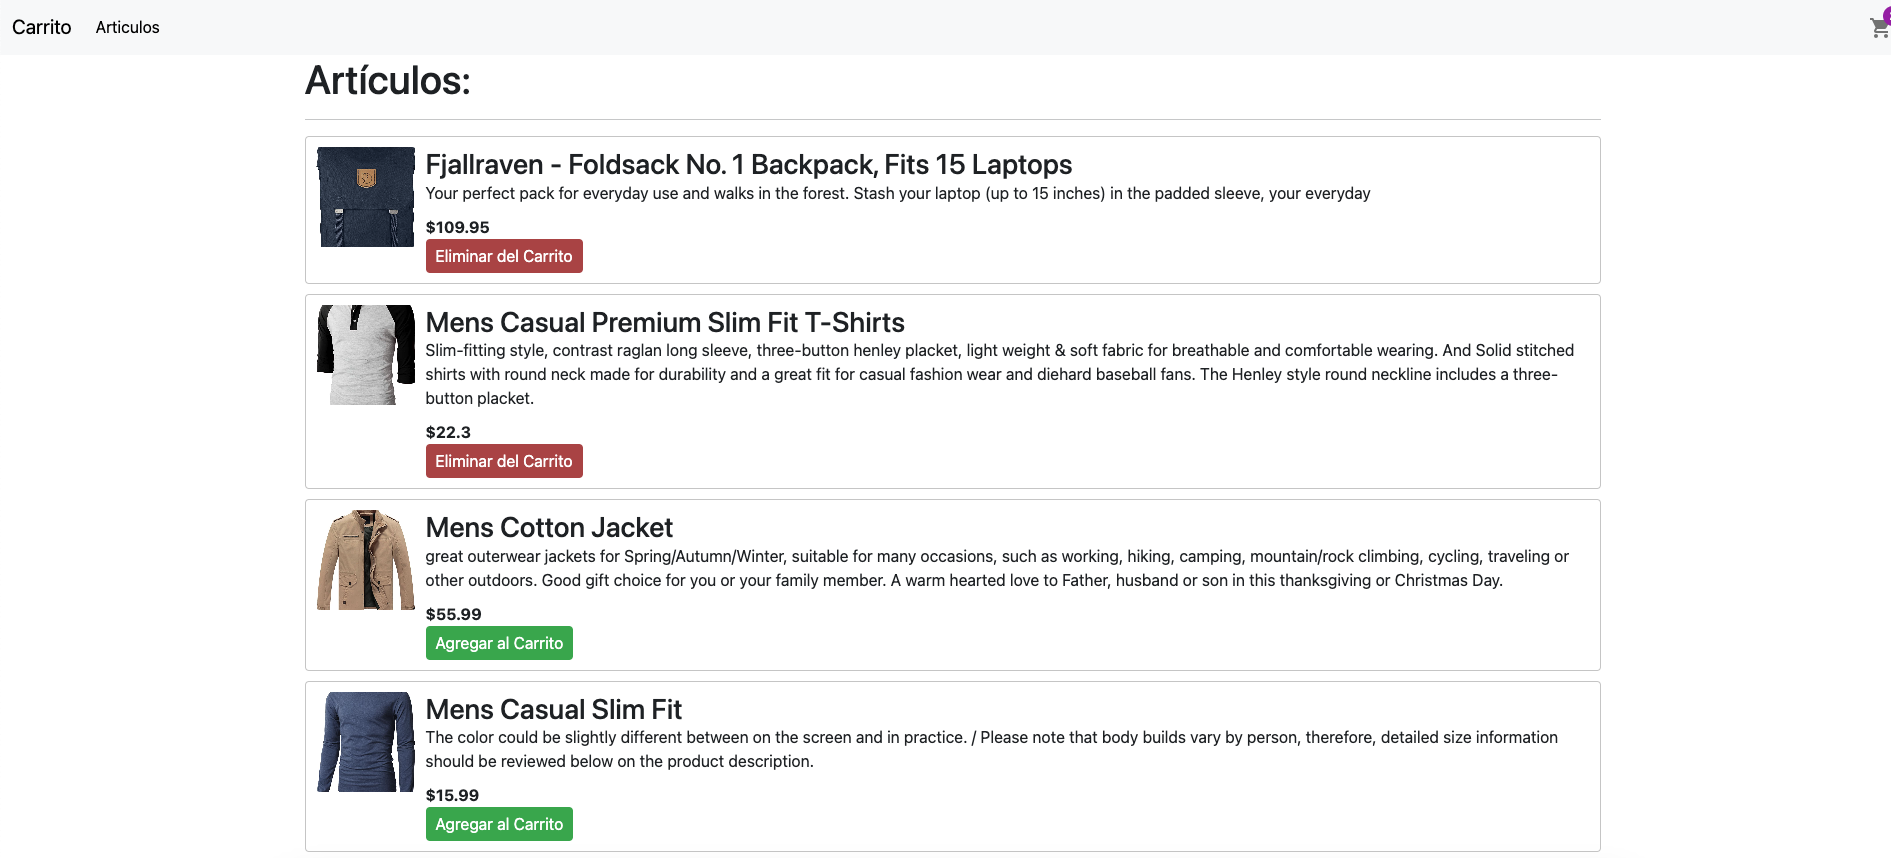 Carrito
Articulos
Artículos:
Fjallraven - Foldsack No. 1 Backpack, Fits 15 Laptops
Your perfect pack for everyday use and walks in the forest. Stash your laptop (up to 15 inches) in the padded sleeve, your everyday
$109.95
Eliminar del Carrito
Mens Casual Premium Slim Fit T-Shirts
Slim-fitting style, contrast raglan long sleeve, three-button henley placket, light weight & soft fabric for breathable and comfortable wearing. And Solid stitched
shirts with round neck made for durability and a great fit for casual fashion wear and diehard baseball fans. The Henley style round neckline includes a three-
button placket.
$22.3
Eliminar del Carrito
Mens Cotton Jacket
great outerwear jackets for Spring/Autumn/Winter, suitable for many occasions, such as working, hiking, camping, mountain/rock climbing, cycling, traveling or
other outdoors. Good gift choice for you or your family member. A warm hearted love to Father, husband or son in this thanksgiving or Christmas Day.
$55.99
Agregar al Carrito
Mens Casual Slim Fit
The color could be slightly different between on the screen and in practice. / Please note that body builds vary by person, therefore, detailed size information
should be reviewed below on the product description.
$15.99
Agregar al Carrito